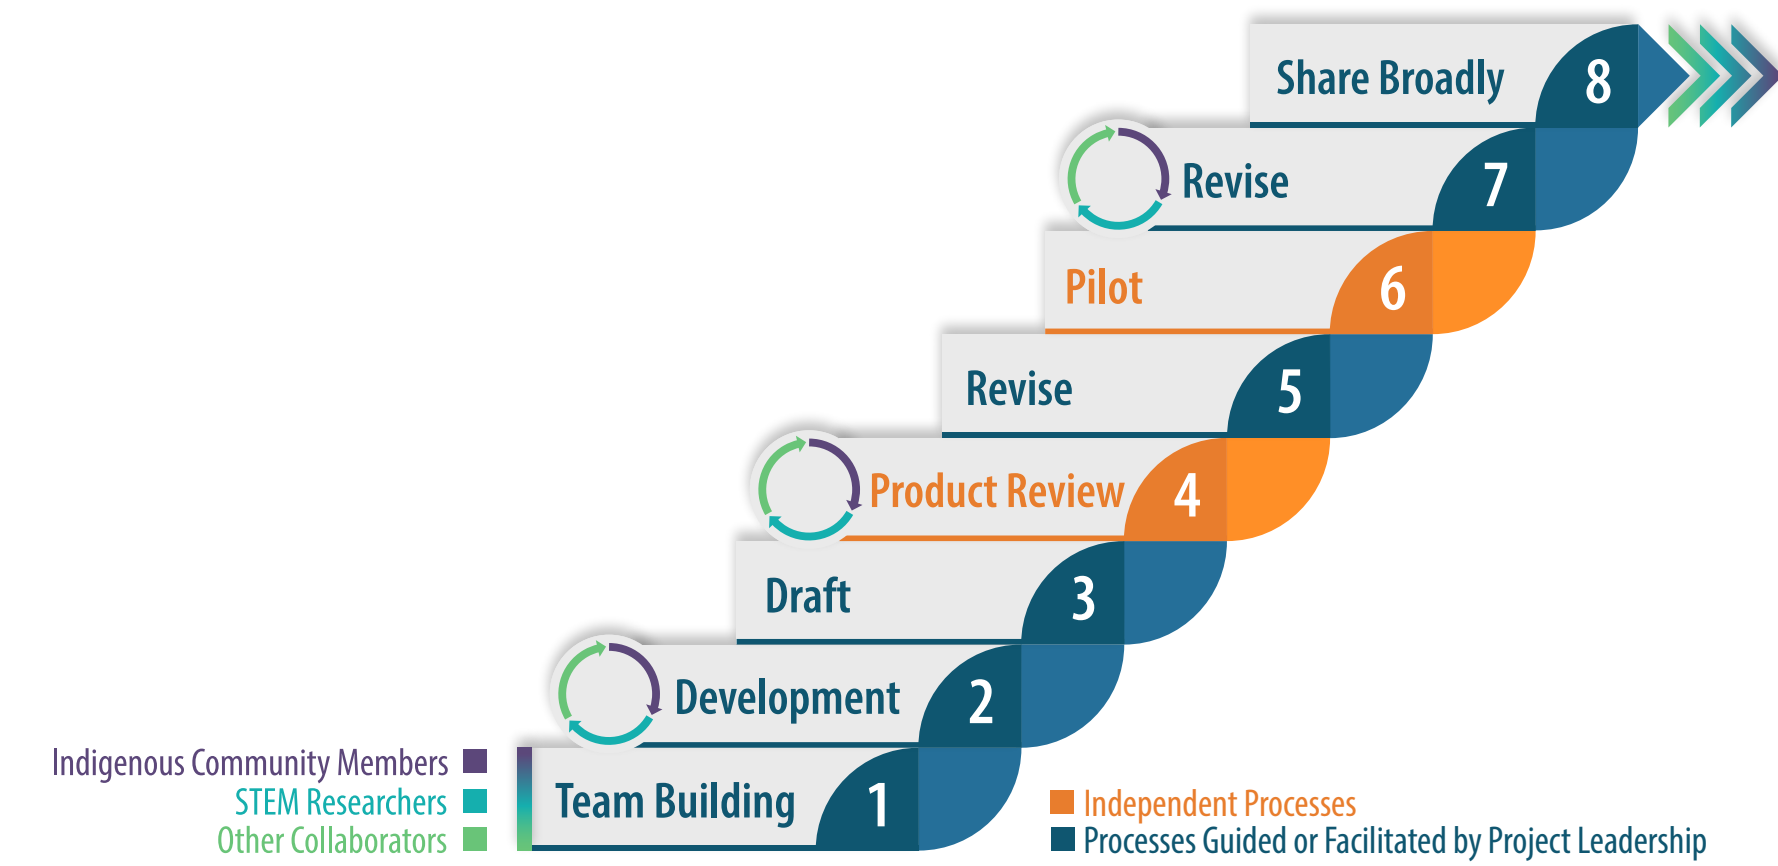 Share Broadly 8
Revise 7
Pilot 6
Revise 5
Product Review 4
Draft 3
Development 2
Team Building 1
Indigenous Community Members
STEM Researchers
Other Collaborators
Independent Processes
Processes Guided or Facilitated by Project Leadership